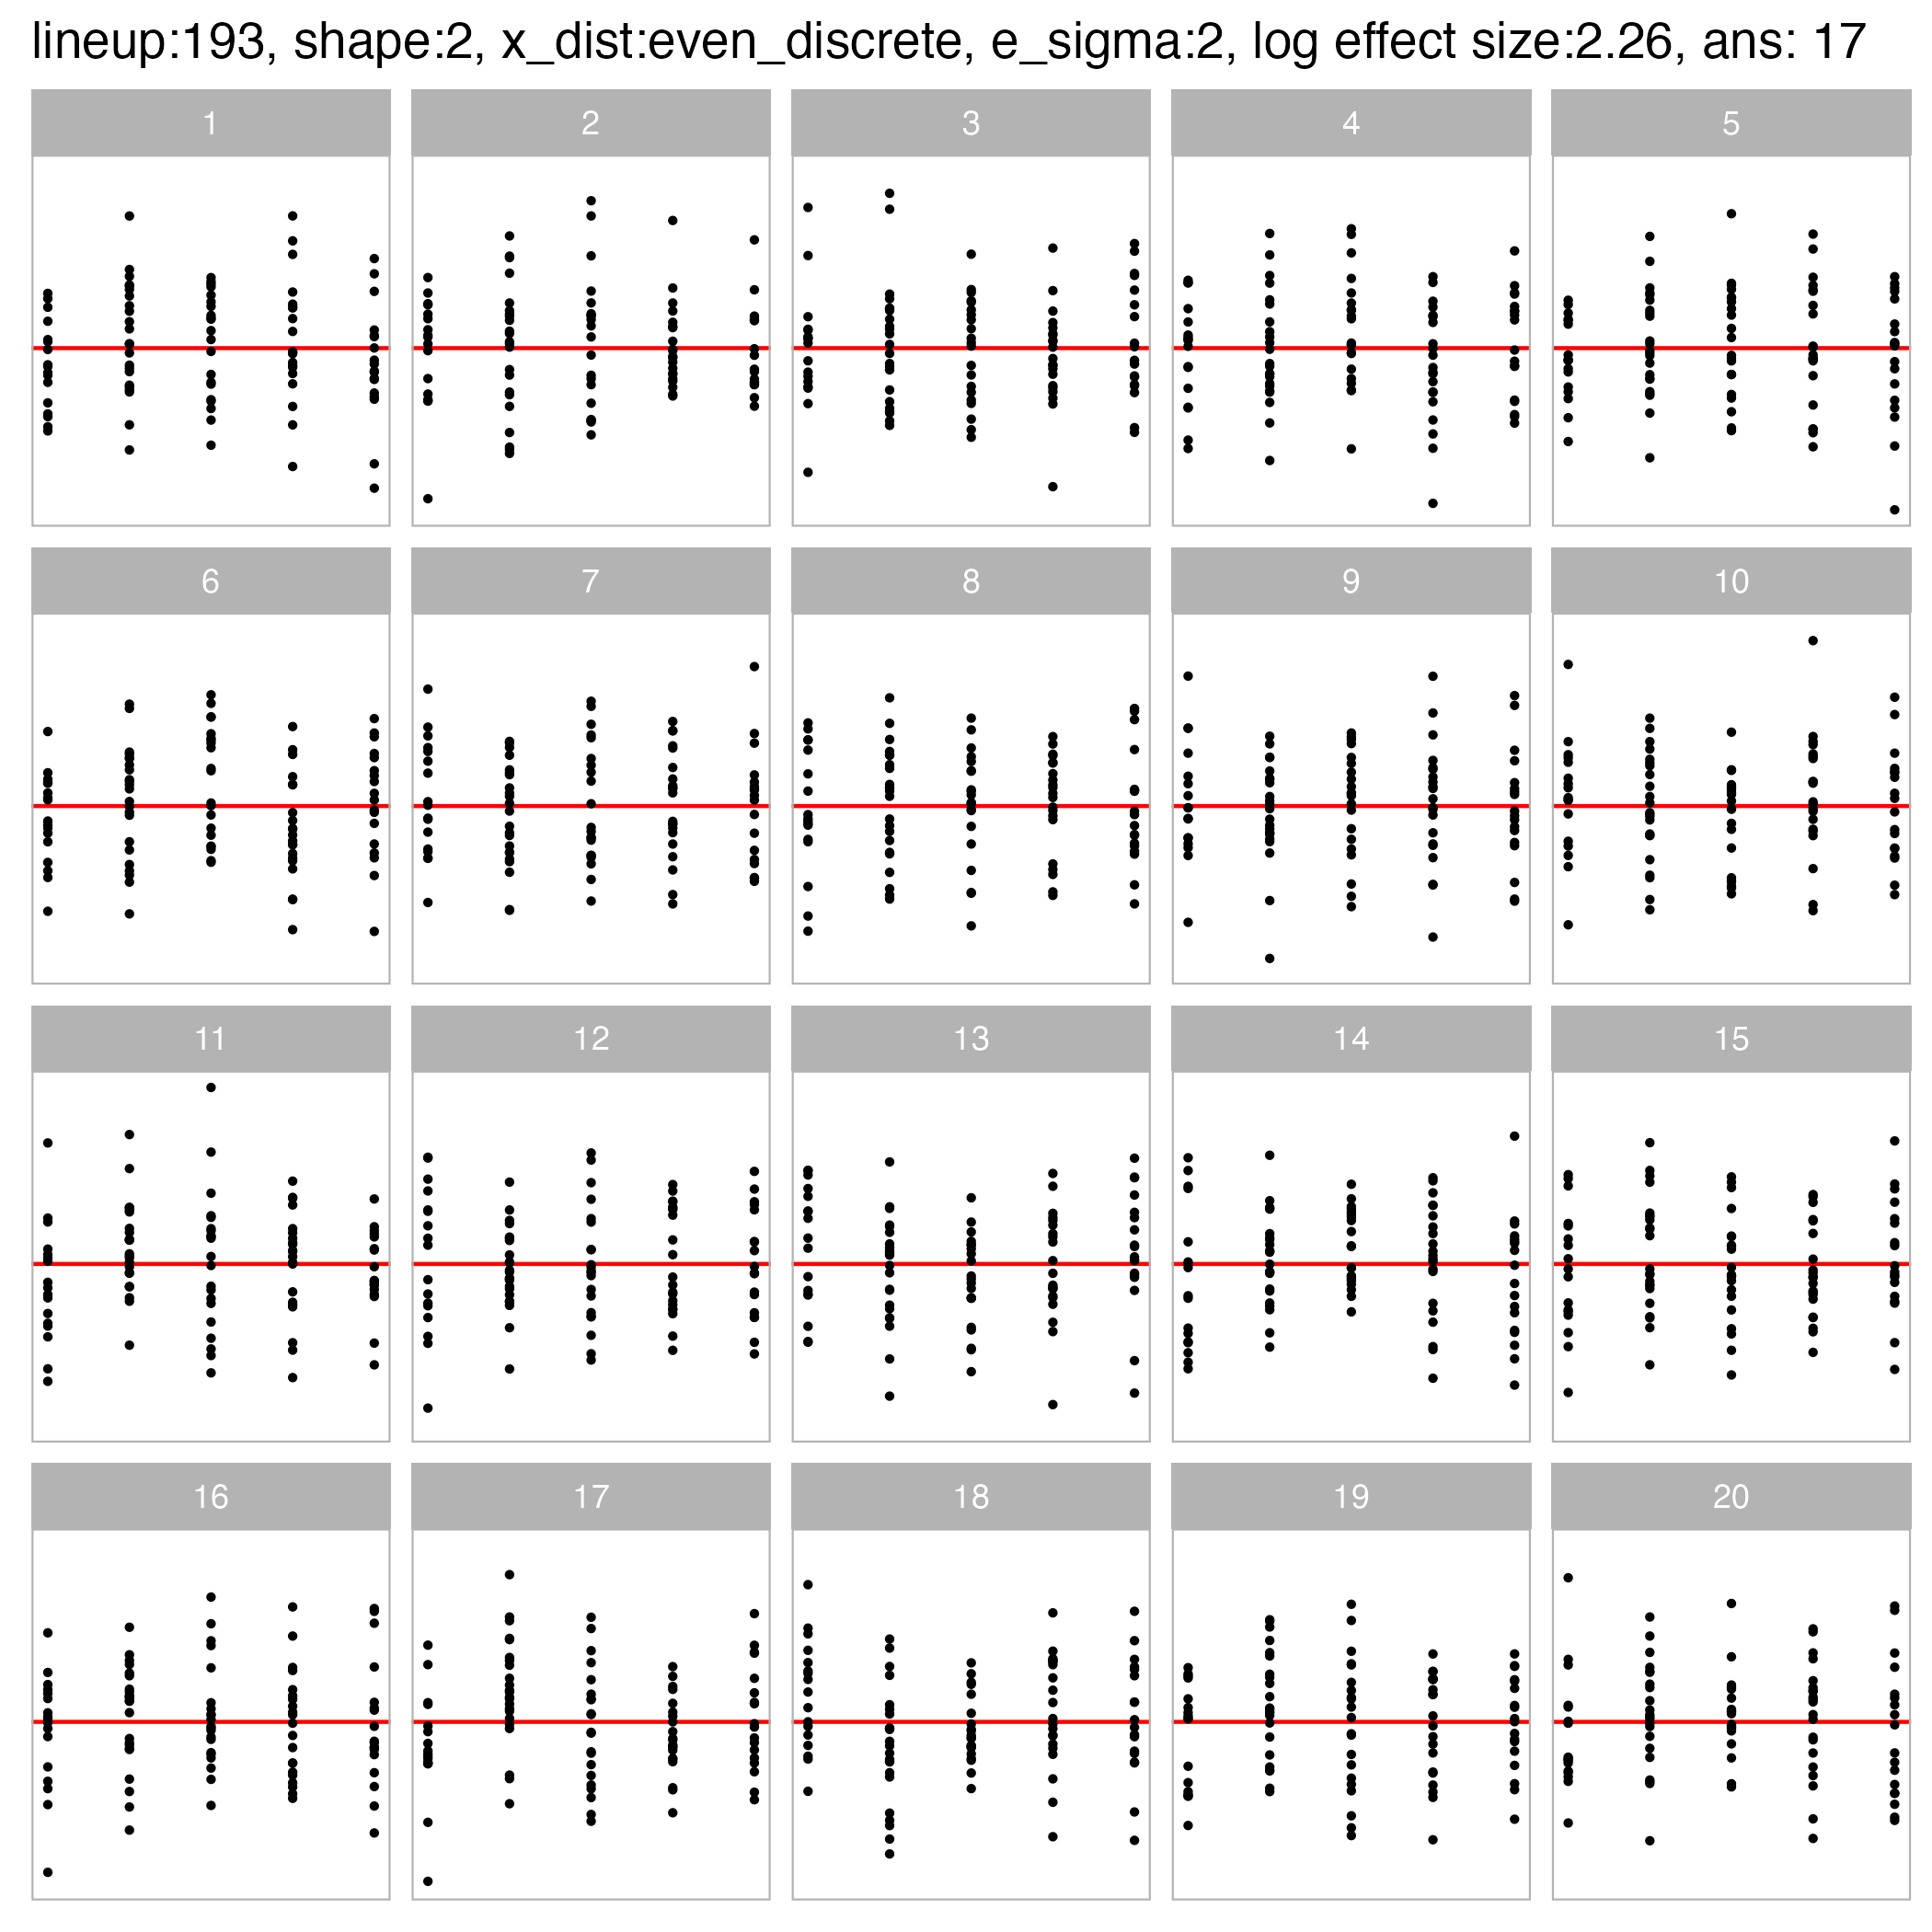 lineup:193, shape:2, x_dist:even_discrete, e_sigma:2, log effect size:2.26, ans: 17
1 2 3 4 5
6 7 8 9 10
11 12 13 14 15
16 17 18 19 20